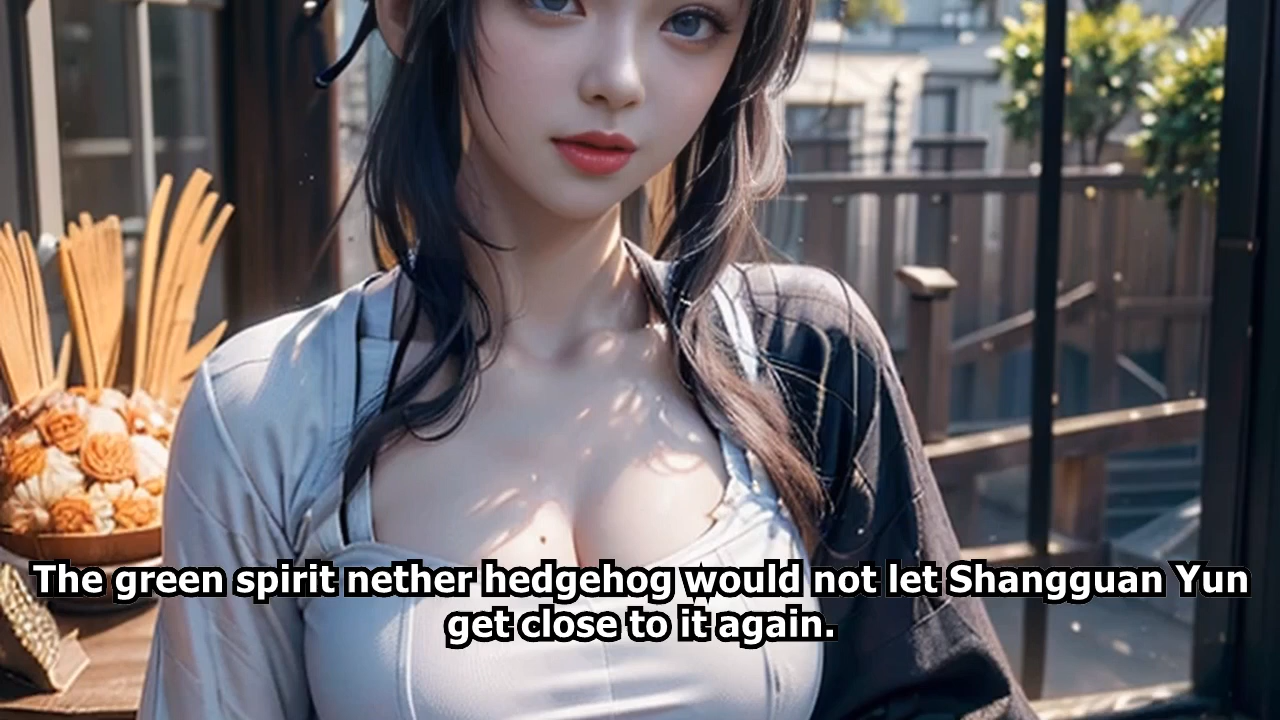 The green spirit nether hedgehog would not let Shangguan Yun
get close to it again.